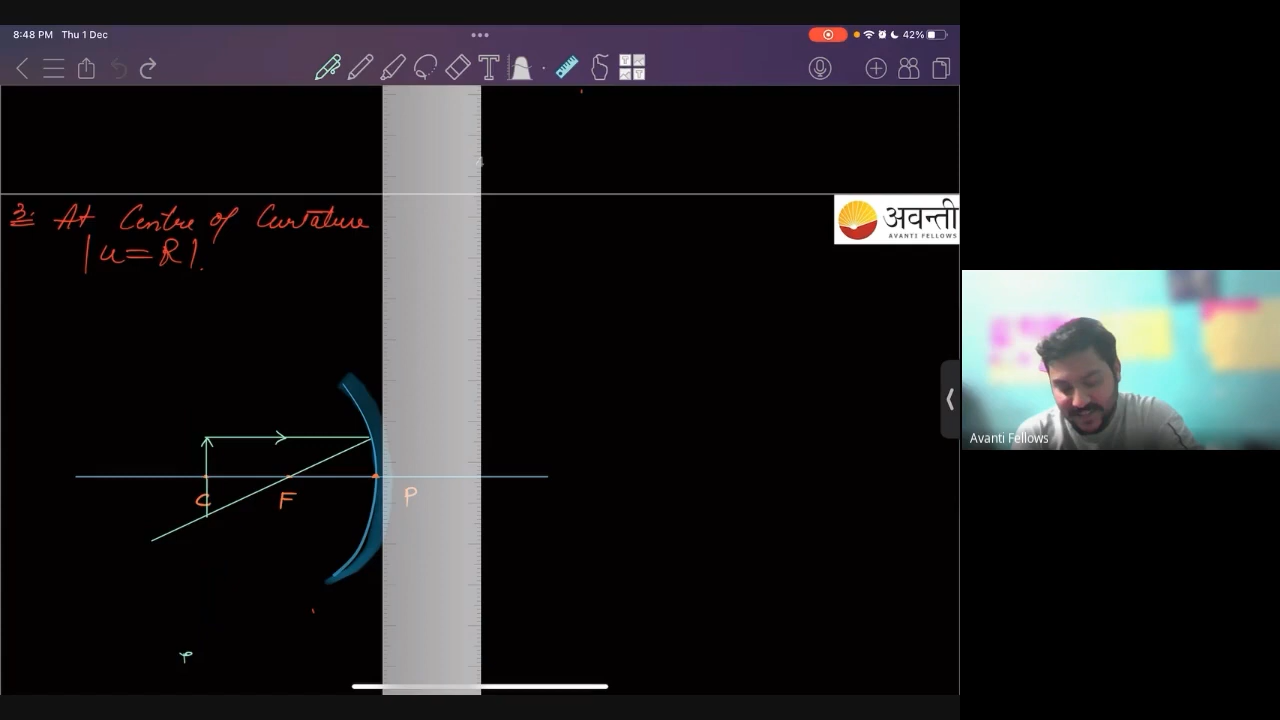 8:48 PM Thu 1 Dec
42%
3: At Centre of Curvature
|u=R|.
अवन्ती
AVANTI FELLOWS
Avanti Fellows
C F P